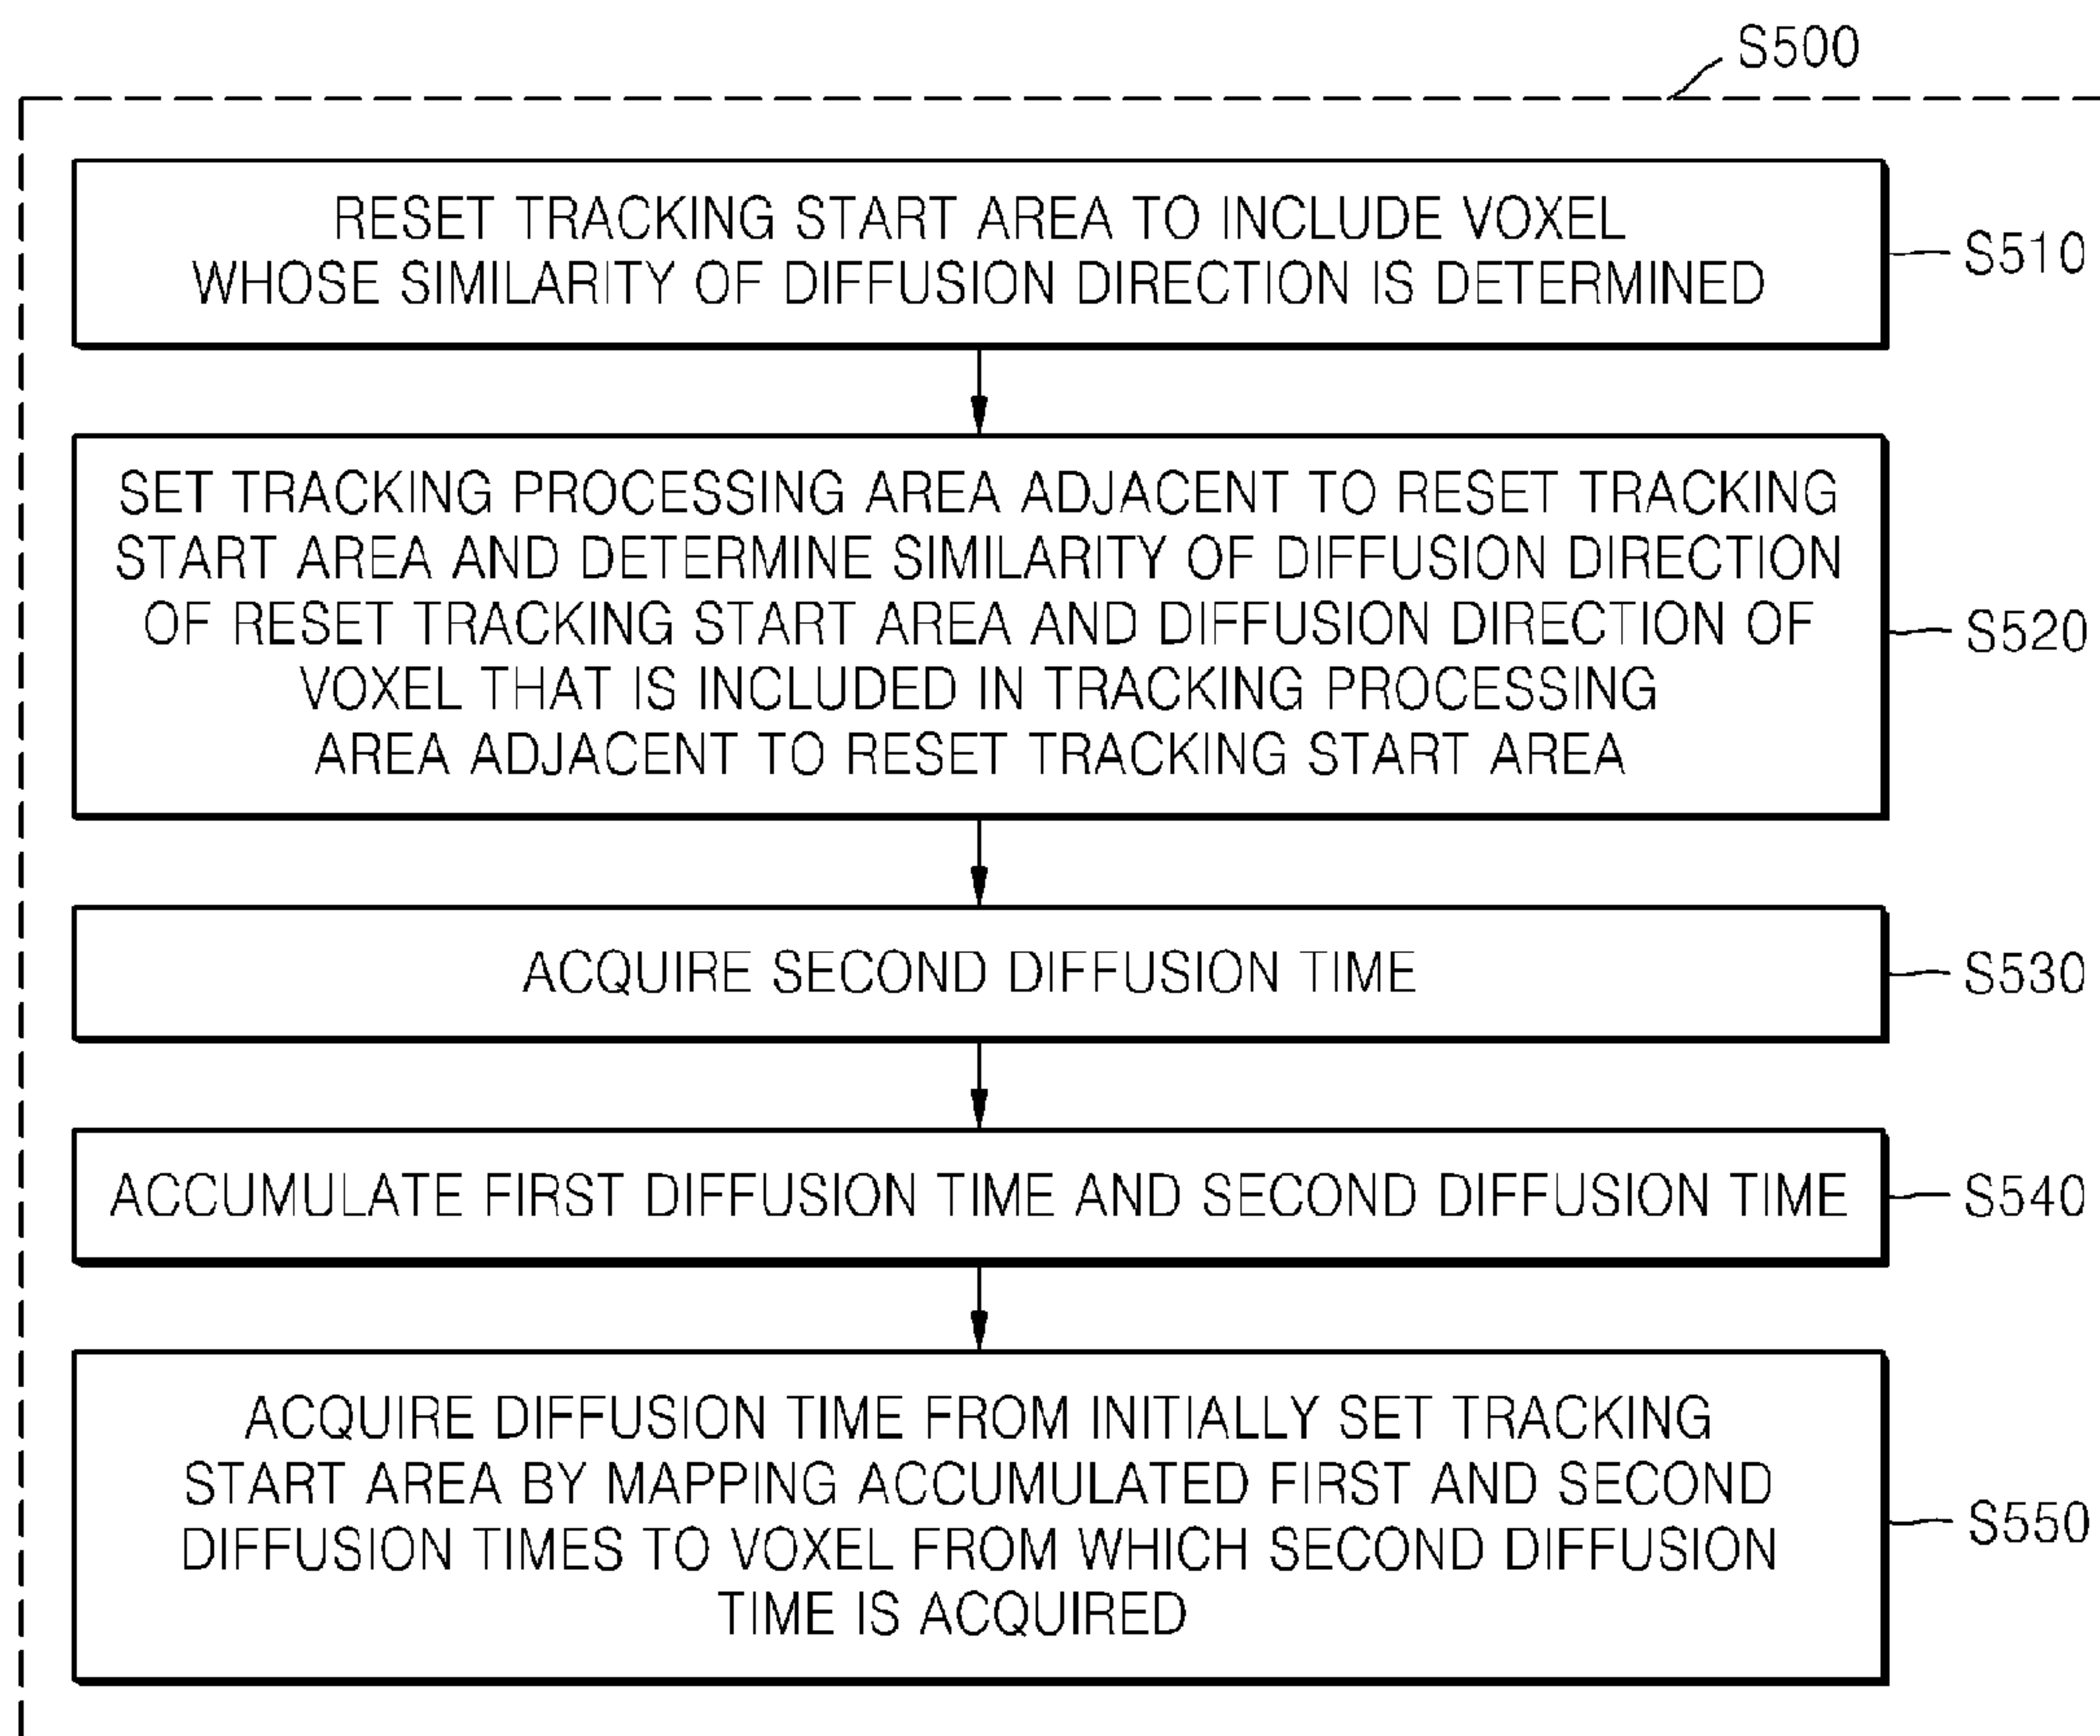 S500
RESET TRACKING START AREA TO INCLUDE VOXEL
WHOSE SIMILARITY OF DIFFUSION DIRECTION IS DETERMINED
S510
SET TRACKING PROCESSING AREA ADJACENT TO RESET TRACKING
START AREA AND DETERMINE SIMILARITY OF DIFFUSION DIRECTION
OF RESET TRACKING START AREA AND DIFFUSION DIRECTION OF
VOXEL THAT IS INCLUDED IN TRACKING PROCESSING
AREA ADJACENT TO RESET TRACKING START AREA
S520
ACQUIRE SECOND DIFFUSION TIME
S530
ACCUMULATE FIRST DIFFUSION TIME AND SECOND DIFFUSION TIME
S540
ACQUIRE DIFFUSION TIME FROM INITIALLY SET TRACKING
START AREA BY MAPPING ACCUMULATED FIRST AND SECOND
DIFFUSION TIMES TO VOXEL FROM WHICH SECOND DIFFUSION
TIME IS ACQUIRED
S550